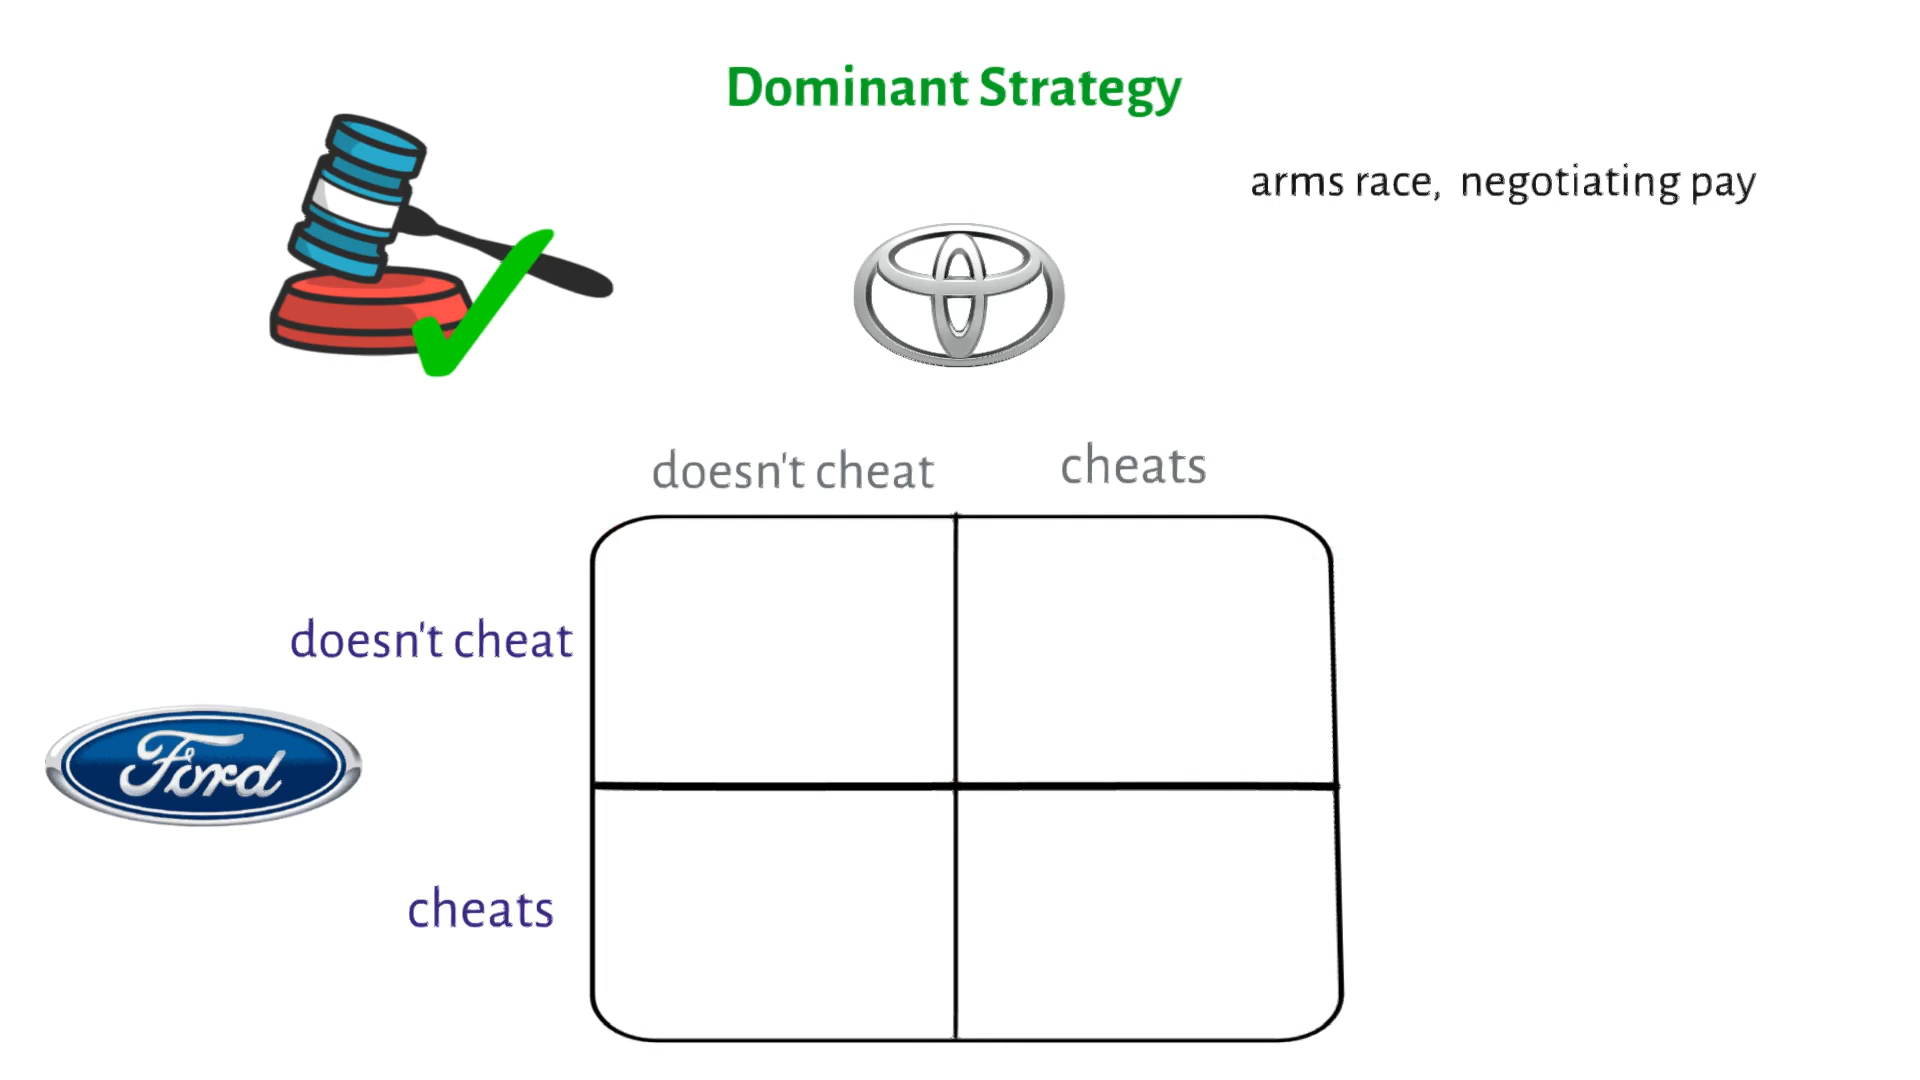 Dominant Strategy
arms race, negotiating pay
doesn't cheat
cheats
doesn't cheat
Ford
cheats